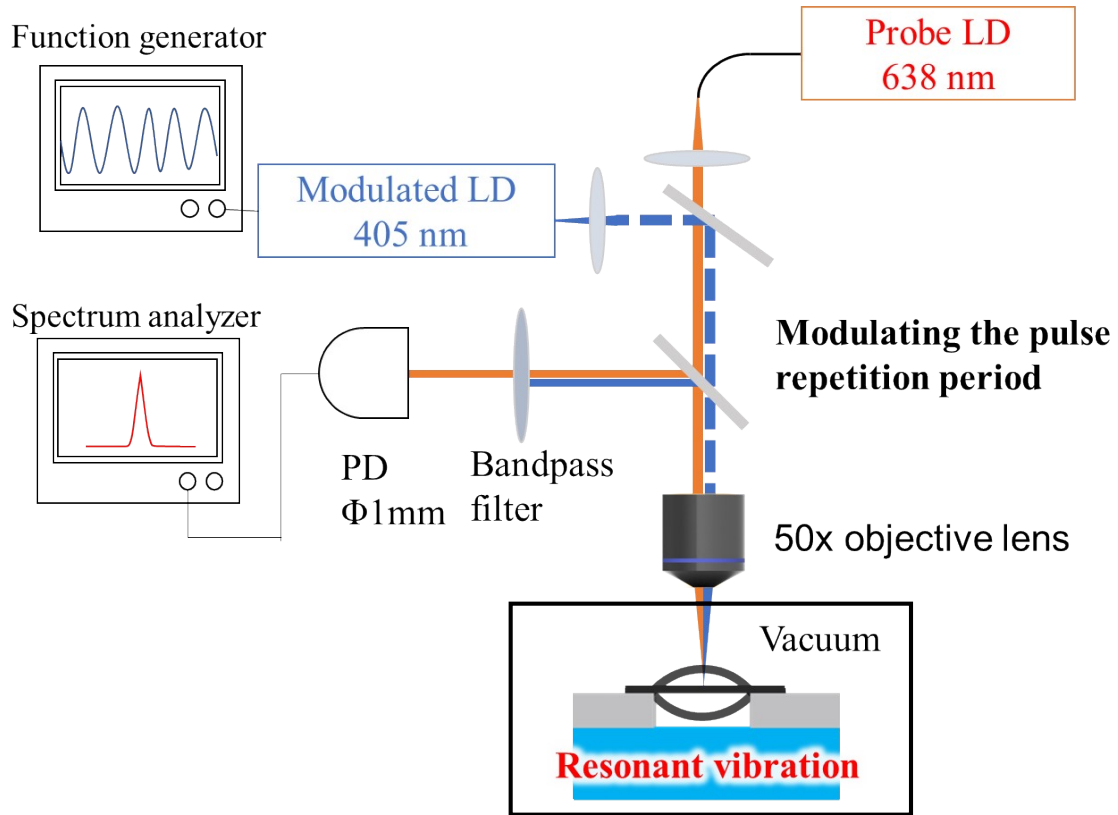 Function generator
Probe LD
638 nm
Modulated LD
405 nm
Spectrum analyzer
Modulating the pulse
repetition period
PD
Φ1mm
Bandpass
filter
50x objective lens
Vacuum
Resonant vibration